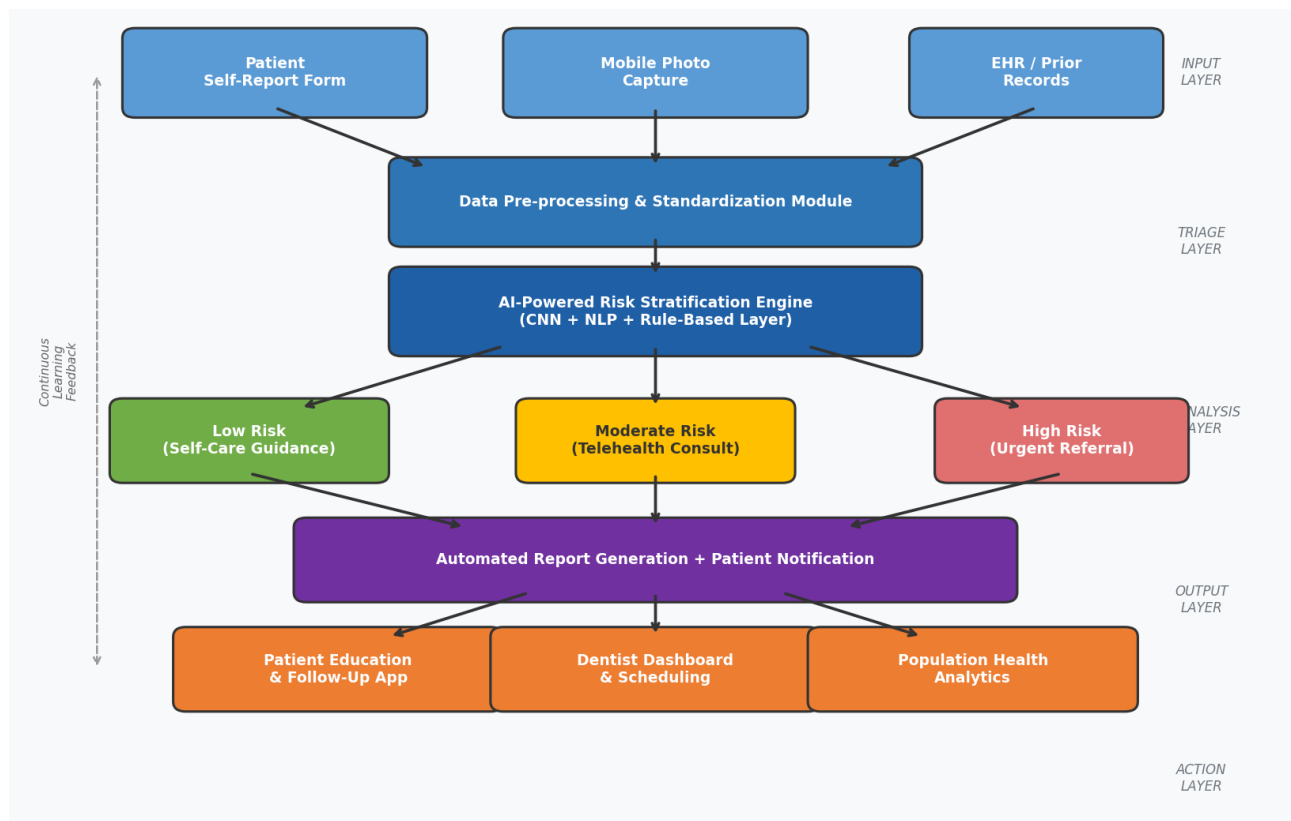 Patient
Self-Report Form
Mobile Photo
Capture
EHR / Prior
Records
INPUT
LAYER
Data Pre-processing & Standardization Module
TRIAGE
LAYER
AI-Powered Risk Stratification Engine
(CNN + NLP + Rule-Based Layer)
Continuous
Learning
Feedback
Low Risk
(Self-Care Guidance)
Moderate Risk
(Telehealth Consult)
High Risk
(Urgent Referral)
NALYSIS
AYER
Automated Report Generation + Patient Notification
OUTPUT
LAYER
Patient Education
& Follow-Up App
Dentist Dashboard
& Scheduling
Population Health
Analytics
ACTION
LAYER